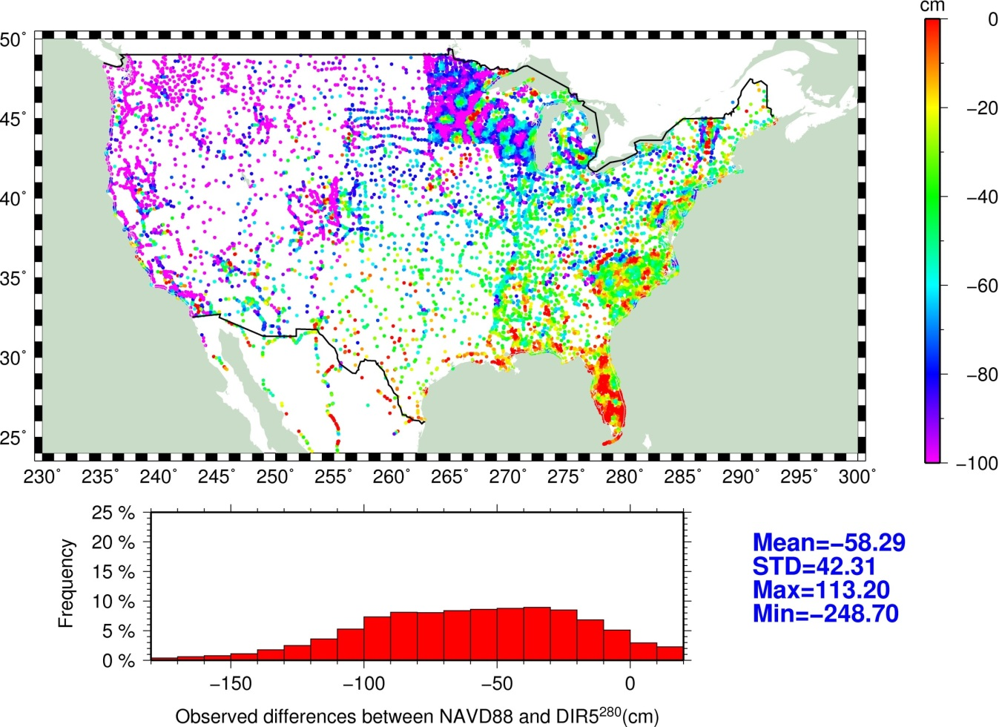 cm
50°
45°
40°
35°
30°
25°
230° 235° 240° 245° 250° 255° 260° 265° 270° 275° 280° 285° 290° 295° 300°
0
−20
−40
−60
−80
−100
25 %
20 %
15 %
10 %
5 %
0 %
Frequency
−150 −100 −50 0
Observed differences between NAVD88 and DIR5²⁸⁰(cm)
Mean=−58.29
STD=42.31
Max=113.20
Min=−248.70